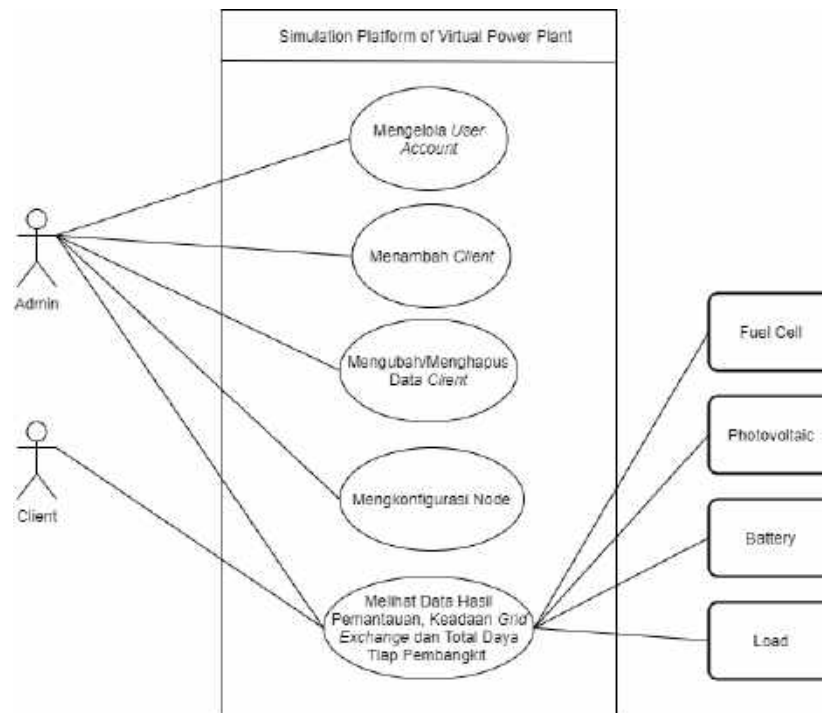 Simulation Platform of Virtual Power Plant
Mengelola User
Account
Menambah Client
Mengubah/Menghapus
Data Client
Mengkonfigurasi Node
Melihat Data Hasil
Pemantauan, Keadaan Grid
Exchange dan Total Daya
Tiap Pembangkit
Admin
Client
Fuel Cell
Photovoltaic
Battery
Load